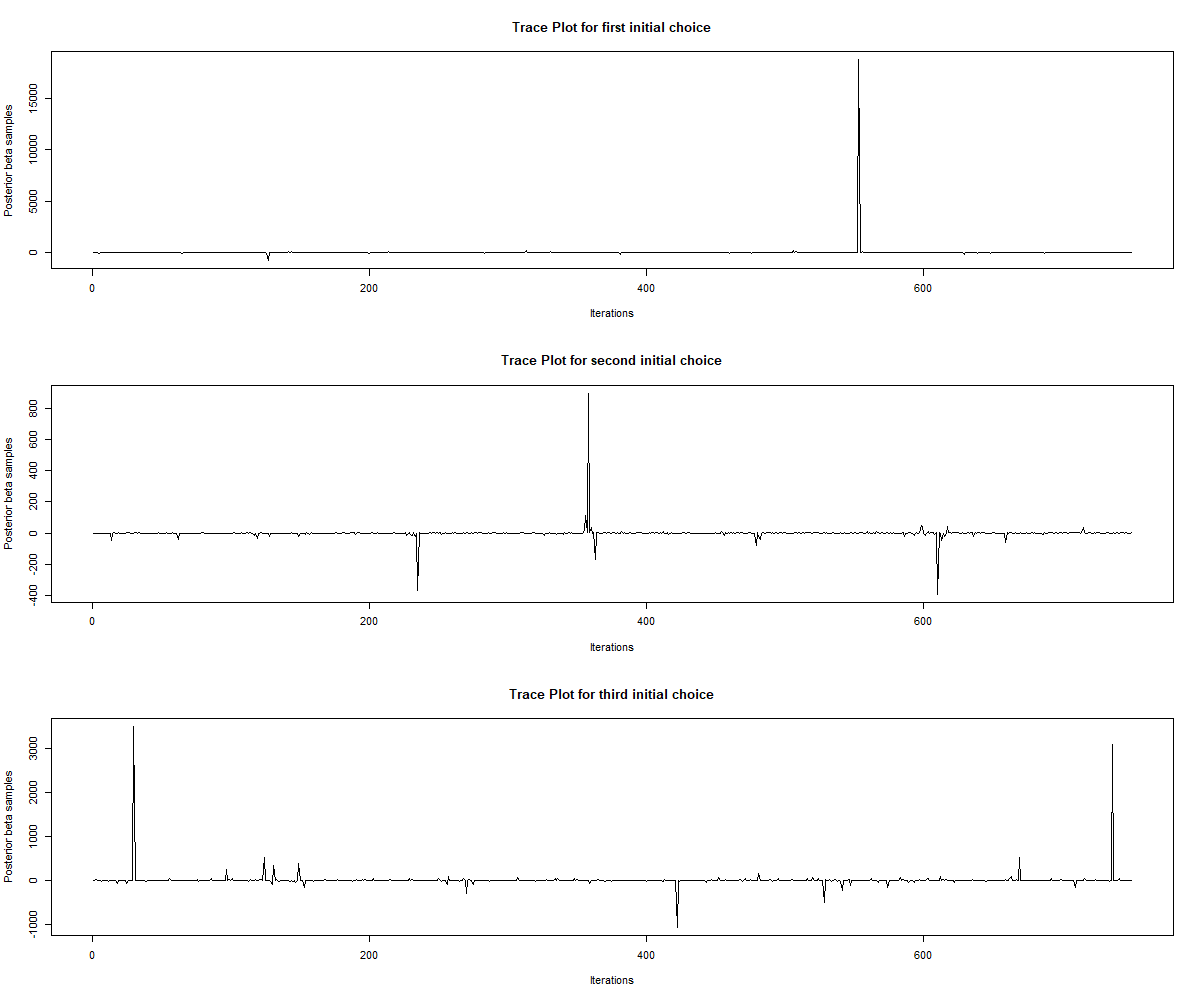 Trace Plot for first initial choice
Posterior beta samples
15000
10000
5000
0
0 200 400 600
Iterations
Trace Plot for second initial choice
Posterior beta samples
800
600
400
200
0
-200
-400
0 200 400 600
Iterations
Trace Plot for third initial choice
Posterior beta samples
3000
2000
1000
0
-1000
0 200 400 600
Iterations